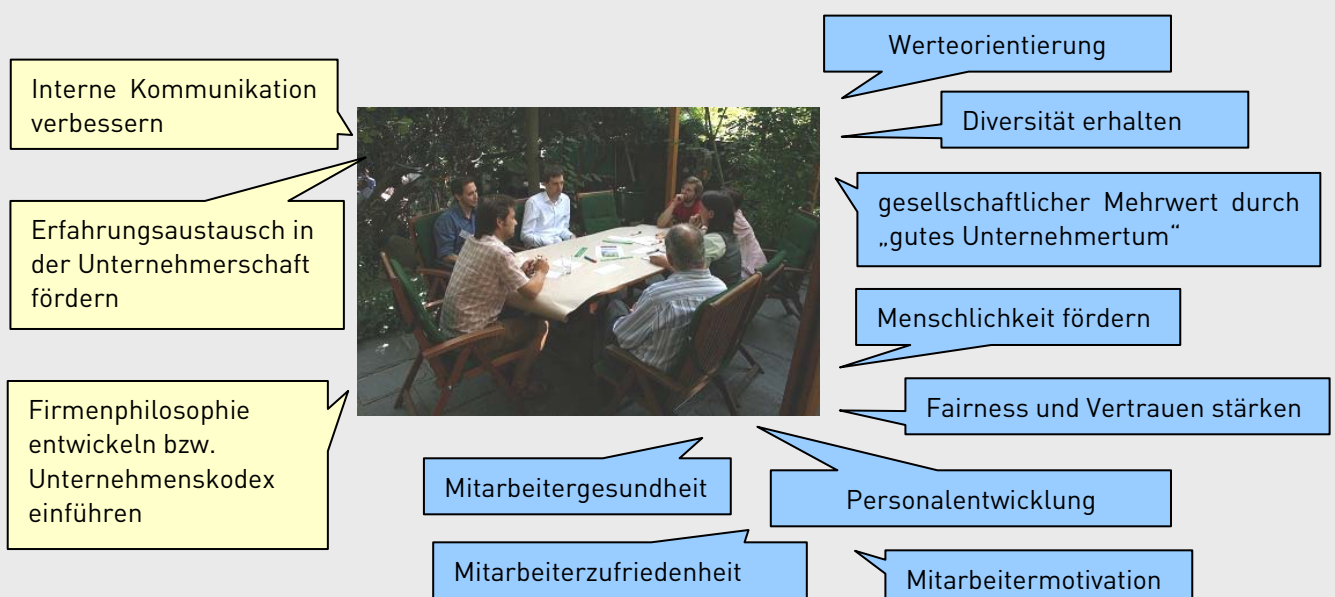 Interne Kommunikation
verbessern
Erfahrungsaustausch in
der Unternehmerschaft
fördern
Firmenphilosophie
entwickeln bzw.
Unternehmenskodex
einführen
Werteorientierung
Diversität erhalten
gesellschaftlicher Mehrwert durch
„gutes Unternehmertum“
Menschlichkeit fördern
Fairness und Vertrauen stärken
Mitarbeitergesundheit
Personalentwicklung
Mitarbeiterzufriedenheit
Mitarbeitermotivation